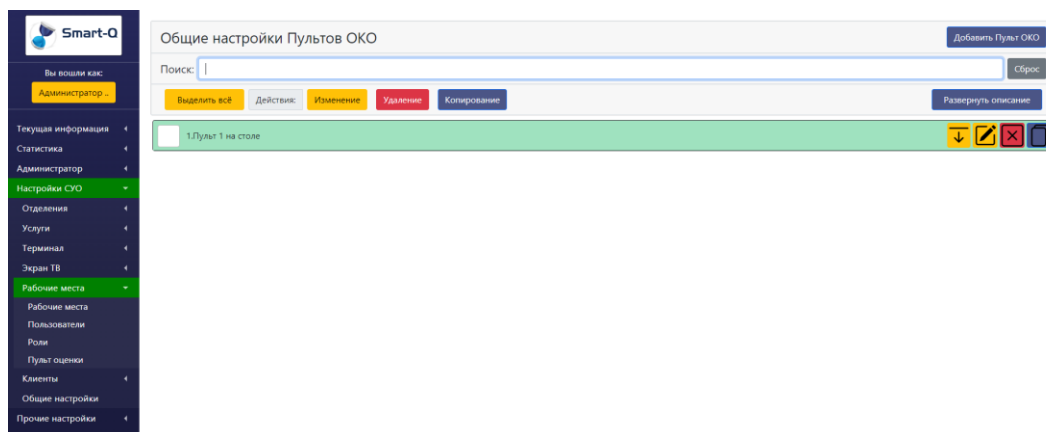 Smart-Q
Вы вошли как:
Администратор ..
Текущая информация
Статистика
Администратор
Настройки СУО
Отделения
Услуги
Терминал
Экран ТВ
Рабочие места
Рабочие места
Пользователи
Роли
Пульт оценки
Клиенты
Общие настройки
Прочие настройки
Общие настройки Пультов ОКО
Добавить Пульт ОКО
Поиск:
Сброс
Выделить всё Действия: Изменение Удаление Копирование Развернуть описание
1.Пульт 1 на столе